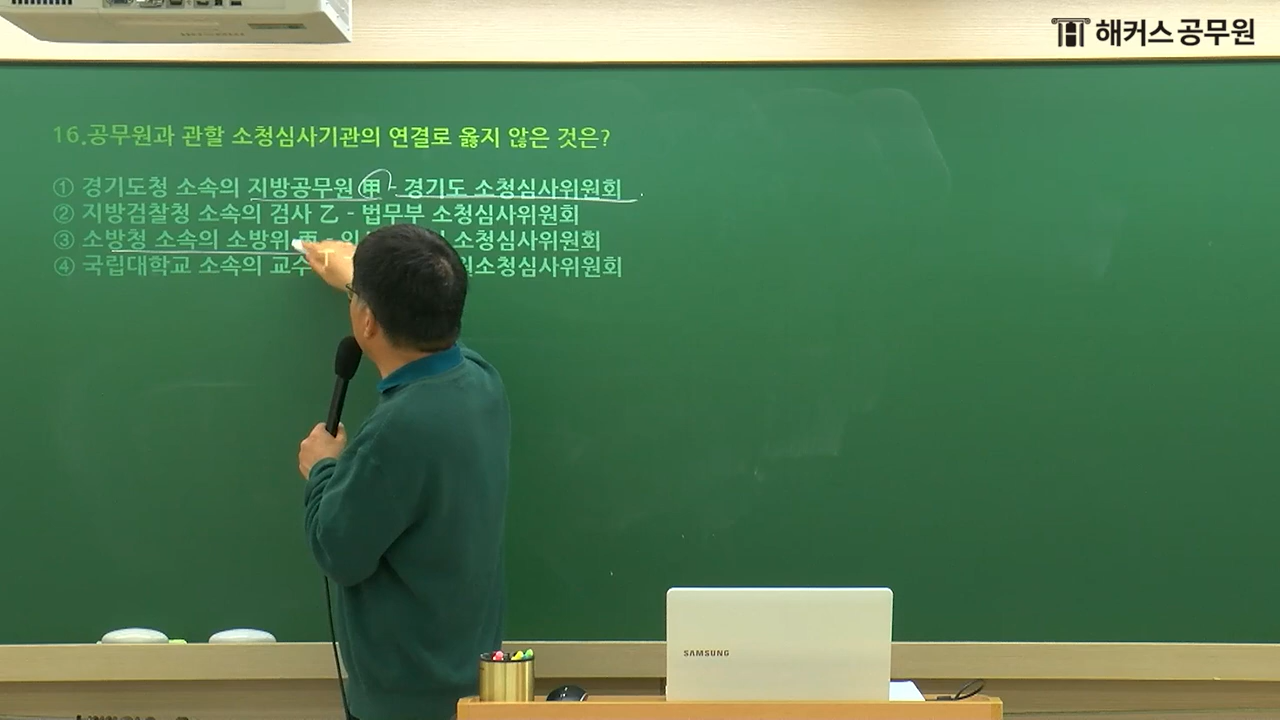 해커스공무원
16.공무원과 관할 소청심사기관의 연결로 옳지 않은 것은?
① 경기도청 소속의 지방공무원 甲 - 경기도 소청심사위원회
② 지방검찰청 소속의 검사 乙 - 법무부 소청심사위원회
③ 소방청 소속의 소방위 소청심사위원회
④ 국립대학교 소속의 교수 소청심사위원회
SAMSUNG